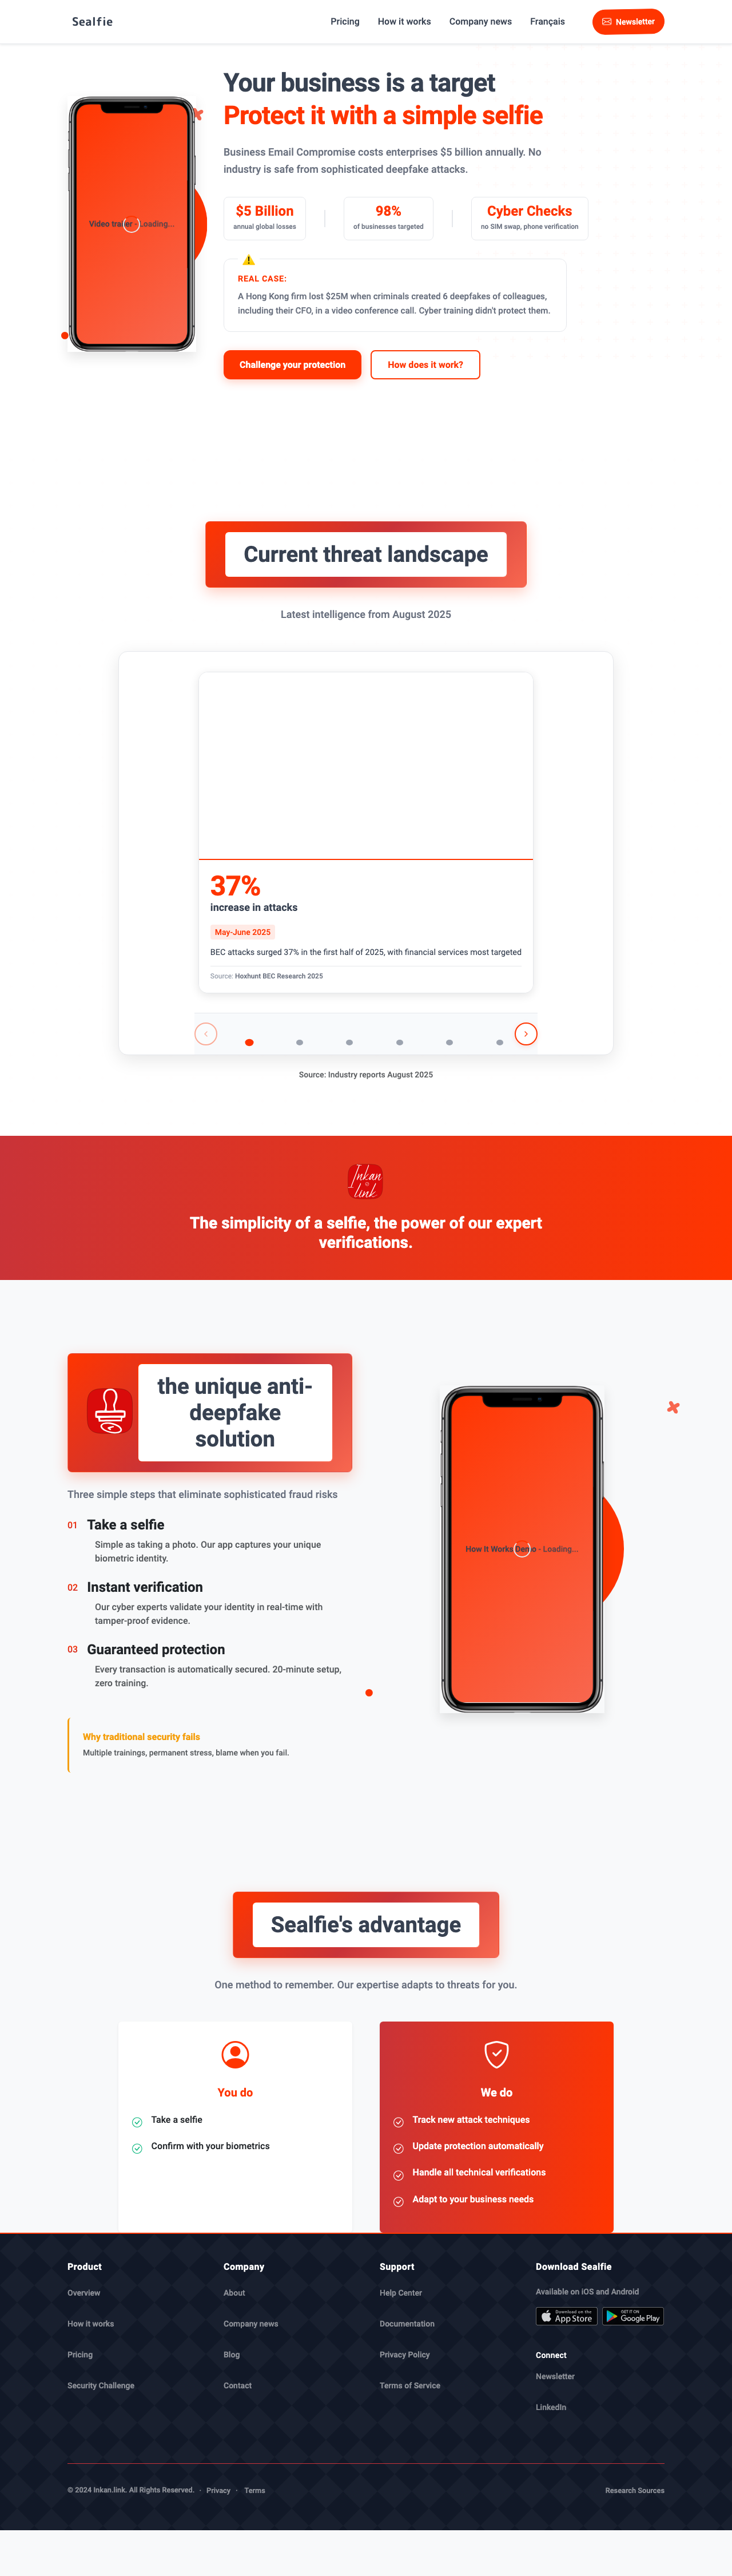 Sealfie
Pricing
How it works
Company news
Français
Newsletter
Your business is a target
Protect it with a simple selfie
Business Email Compromise costs enterprises $5 billion annually. No
industry is safe from sophisticated deepfake attacks.
$5 Billion
annual global losses
98%
of businesses targeted
Cyber Checks
no SIM swap, phone verification
Loading...
REAL CASE:
A Hong Kong firm lost $25M when criminals created 6 deepfakes of colleagues,
including their CFO, in a video conference call. Cyber training didn't protect them.
Challenge your protection
How does it work?
Current threat landscape
Latest intelligence from August 2025
37%
increase in attacks
May-June 2025
BEC attacks surged 37% in the first half of 2025, with financial services most targeted
Source: Hoxhunt BEC Research 2025
Source: Industry reports August 2025
Inkan
link
The simplicity of a selfie, the power of our expert
verifications.
the unique anti-
deepfake
solution
Three simple steps that eliminate sophisticated fraud risks
01 Take a selfie
Simple as taking a photo. Our app captures your unique
biometric identity.
02 Instant verification
Our cyber experts validate your identity in real-time with
tamper-proof evidence.
03 Guaranteed protection
Every transaction is automatically secured. 20-minute setup,
zero training.
How It Works Demo - Loading...
Why traditional security fails
Multiple trainings, permanent stress, blame when you fail.
Sealfie's advantage
One method to remember. Our expertise adapts to threats for you.
You do
Take a selfie
Confirm with your biometrics
We do
Track new attack techniques
Update protection automatically
Handle all technical verifications
Adapt to your business needs
Product
Overview
How it works
Pricing
Security Challenge
Company
About
Company news
Blog
Contact
Support
Help Center
Documentation
Privacy Policy
Terms of Service
Download Sealfie
Available on iOS and Android
Download on the
App Store
GET IT ON
Google Play
Connect
Newsletter
LinkedIn
© 2024 Inkan.link. All Rights Reserved. · Privacy · Terms
Research Sources